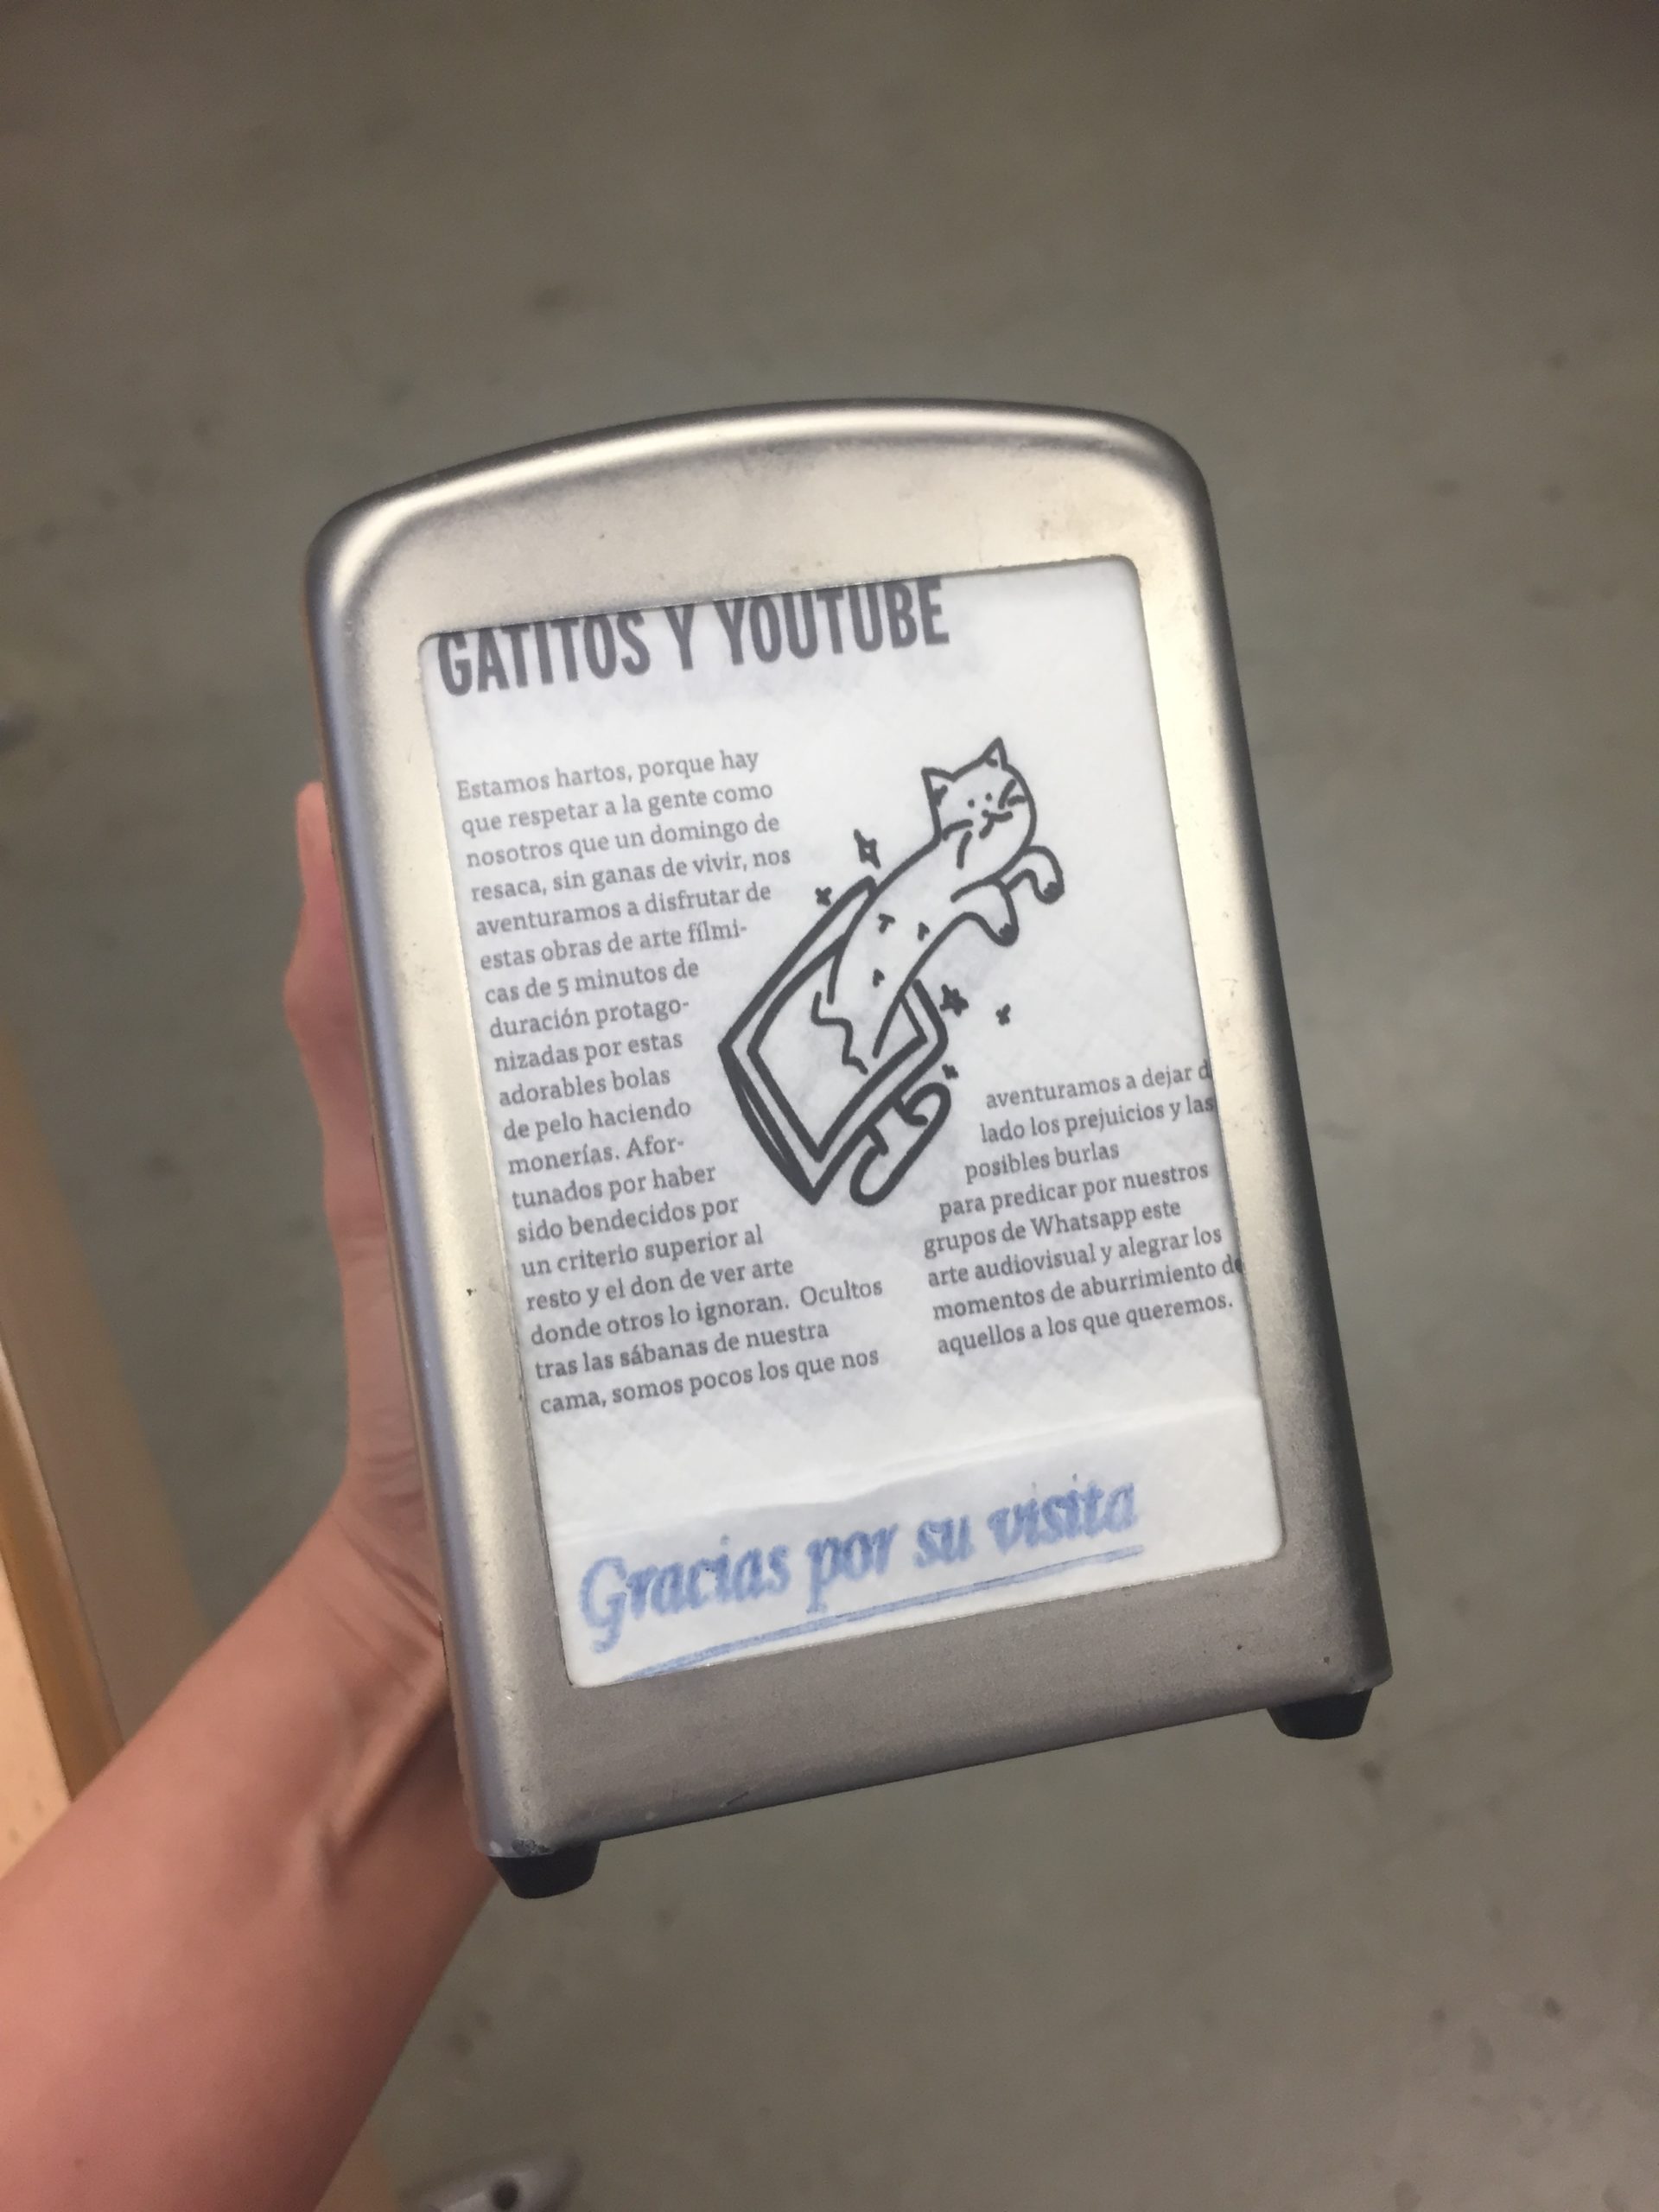 GATITOS Y YOUTUBE
Estamos hartos, porque hay
que respetar a la gente como
nosotros que un domingo de
resaca, sin ganas de vivir, nos
aventuramos a disfrutar de
estas obras de arte fílmi-
cas de 5 minutos de
duración protago-
nizadas por estas
adorables bolas
de pelo haciendo
monerías. Afor-
tunados por haber
sido bendecidos por
un criterio superior al
resto y el don de ver arte
donde otros lo ignoran. Ocultos
tras las sábanas de nuestra
cama, somos pocos los que nos
aventuramos a dejar d
lado los prejuicios y las
posibles burlas
para predicar por nuestros
grupos de Whatsapp este
arte audiovisual y alegrar los
momentos de aburrimiento de
aquellos a los que queremos.
Gracias por su visita